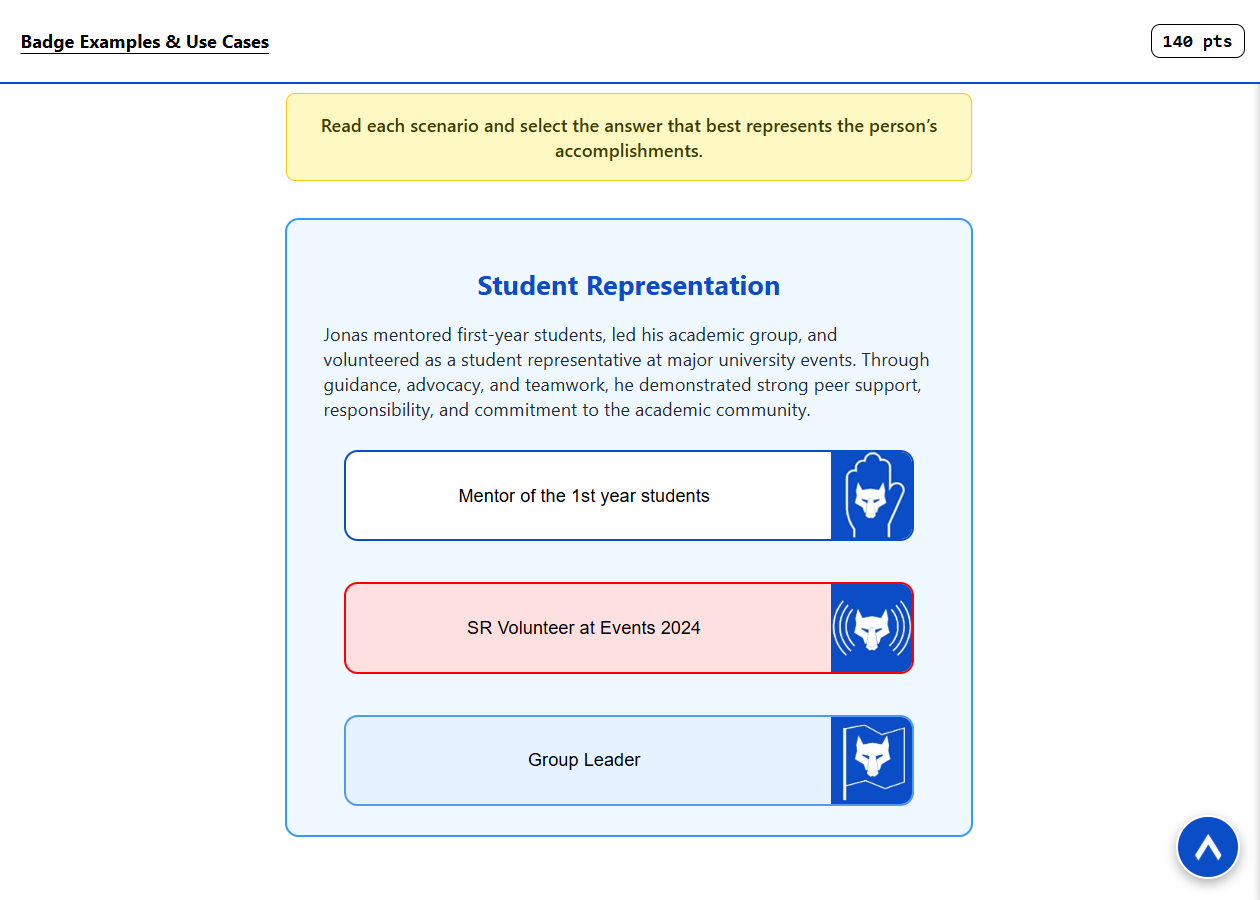 Badge Examples & Use Cases
140 pts
Read each scenario and select the answer that best represents the person’s
accomplishments.
Student Representation
Jonas mentored first-year students, led his academic group, and
volunteered as a student representative at major university events. Through
guidance, advocacy, and teamwork, he demonstrated strong peer support,
responsibility, and commitment to the academic community.
Mentor of the 1st year students
SR Volunteer at Events 2024
Group Leader